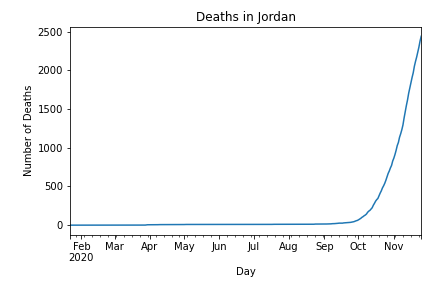 Deaths in Jordan
Number of Deaths
2500
2000
1500
1000
500
0
Feb Mar Apr May Jun Jul Aug Sep Oct Nov
2020
Day